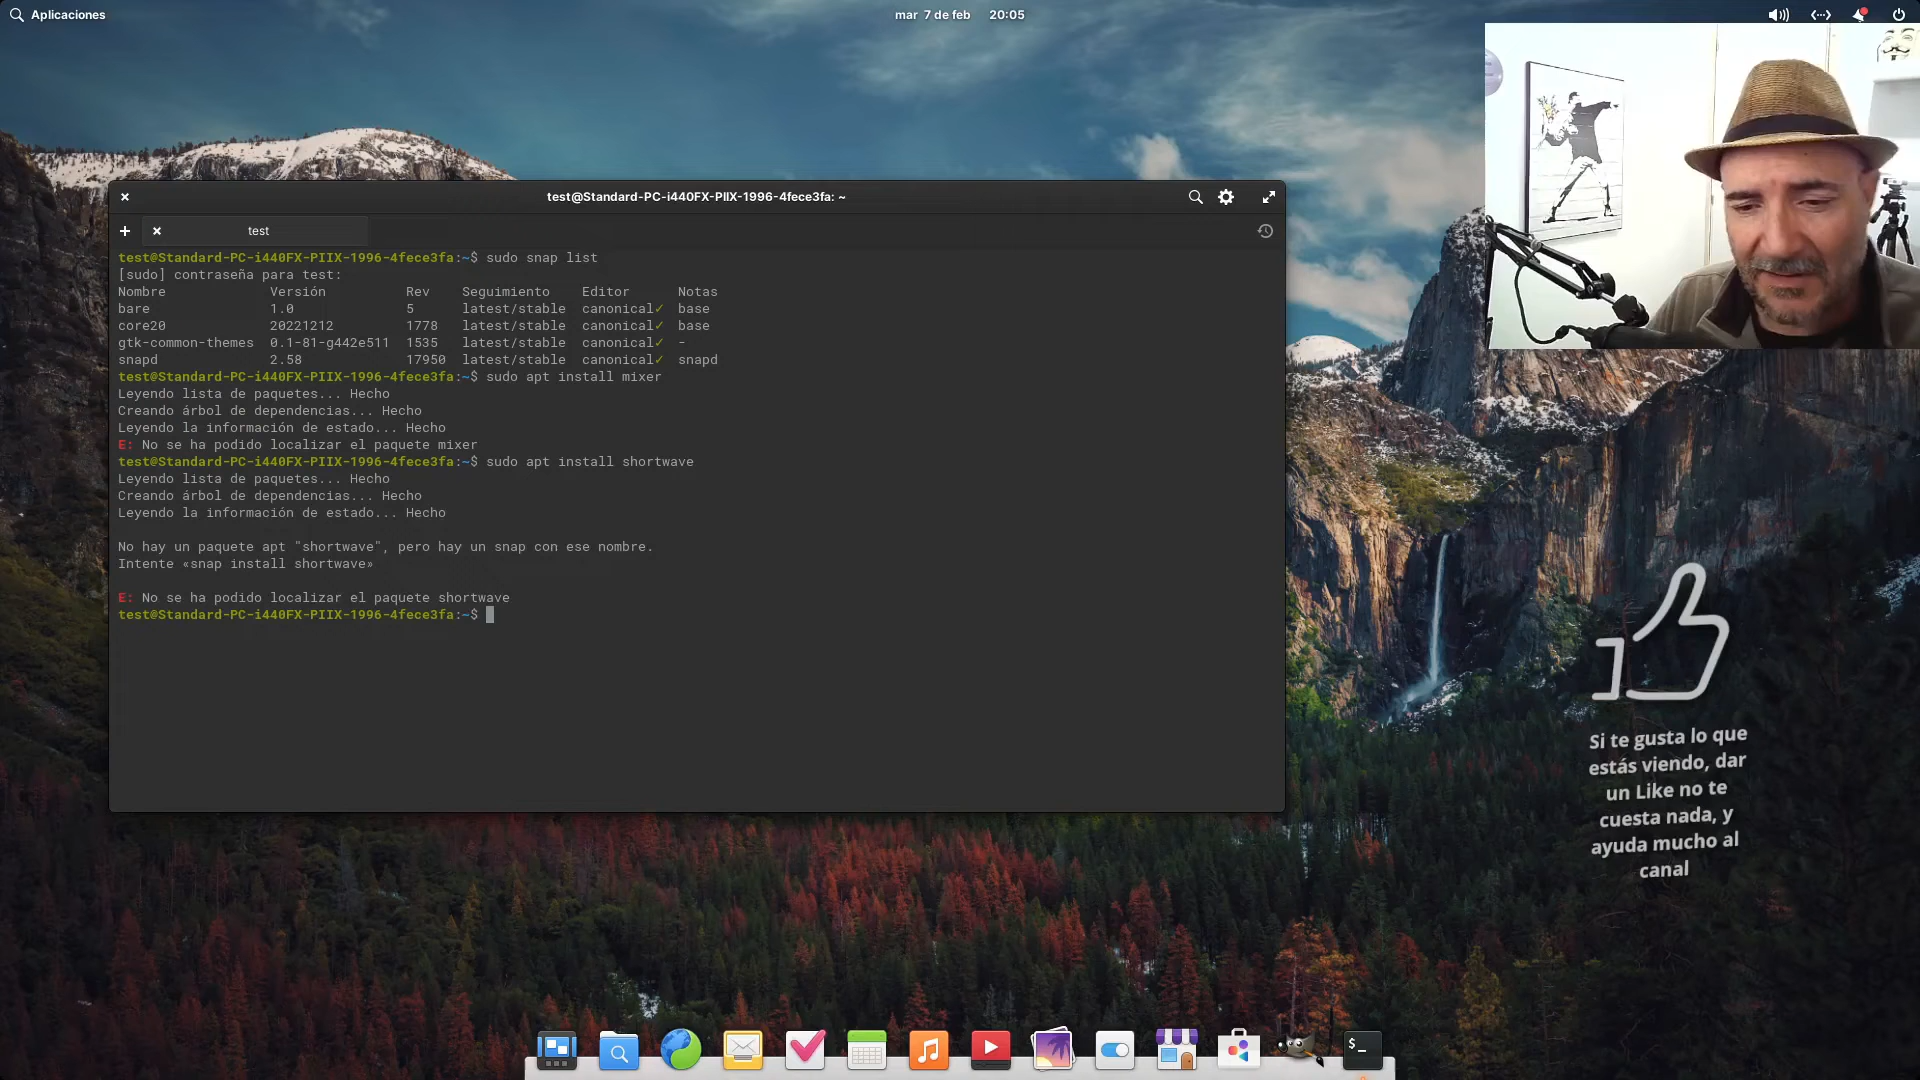 Aplicaciones
mar 7 de feb 20:05
test@Standard-PC-i440FX-PIIX-1996-4fece3fa: ~
test
test@Standard-PC-i440FX-PIIX-1996-4fece3fa:~$ sudo snap list
[sudo] contraseña para test:
Nombre Versión Rev Seguimiento Editor Notas
bare 1.0 5 latest/stable canonical✓ base
core20 20221212 1778 latest/stable canonical✓ base
gtk-common-themes 0.1-81-g442e511 1535 latest/stable canonical✓ -
snapd 2.58 17950 latest/stable canonical✓ snapd
test@Standard-PC-i440FX-PIIX-1996-4fece3fa:~$ sudo apt install mixer
Leyendo lista de paquetes... Hecho
Creando árbol de dependencias... Hecho
Leyendo la información de estado... Hecho
E: No se ha podido localizar el paquete mixer
test@Standard-PC-i440FX-PIIX-1996-4fece3fa:~$ sudo apt install shortwave
Leyendo lista de paquetes... Hecho
Creando árbol de dependencias... Hecho
Leyendo la información de estado... Hecho
No hay un paquete apt "shortwave", pero hay un snap con ese nombre.
Intente «snap install shortwave»
E: No se ha podido localizar el paquete shortwave
test@Standard-PC-i440FX-PIIX-1996-4fece3fa:~$
Si te gusta lo que
estás viendo, dar
un Like no te
cuesta nada, y
ayuda mucho al
canal
$_